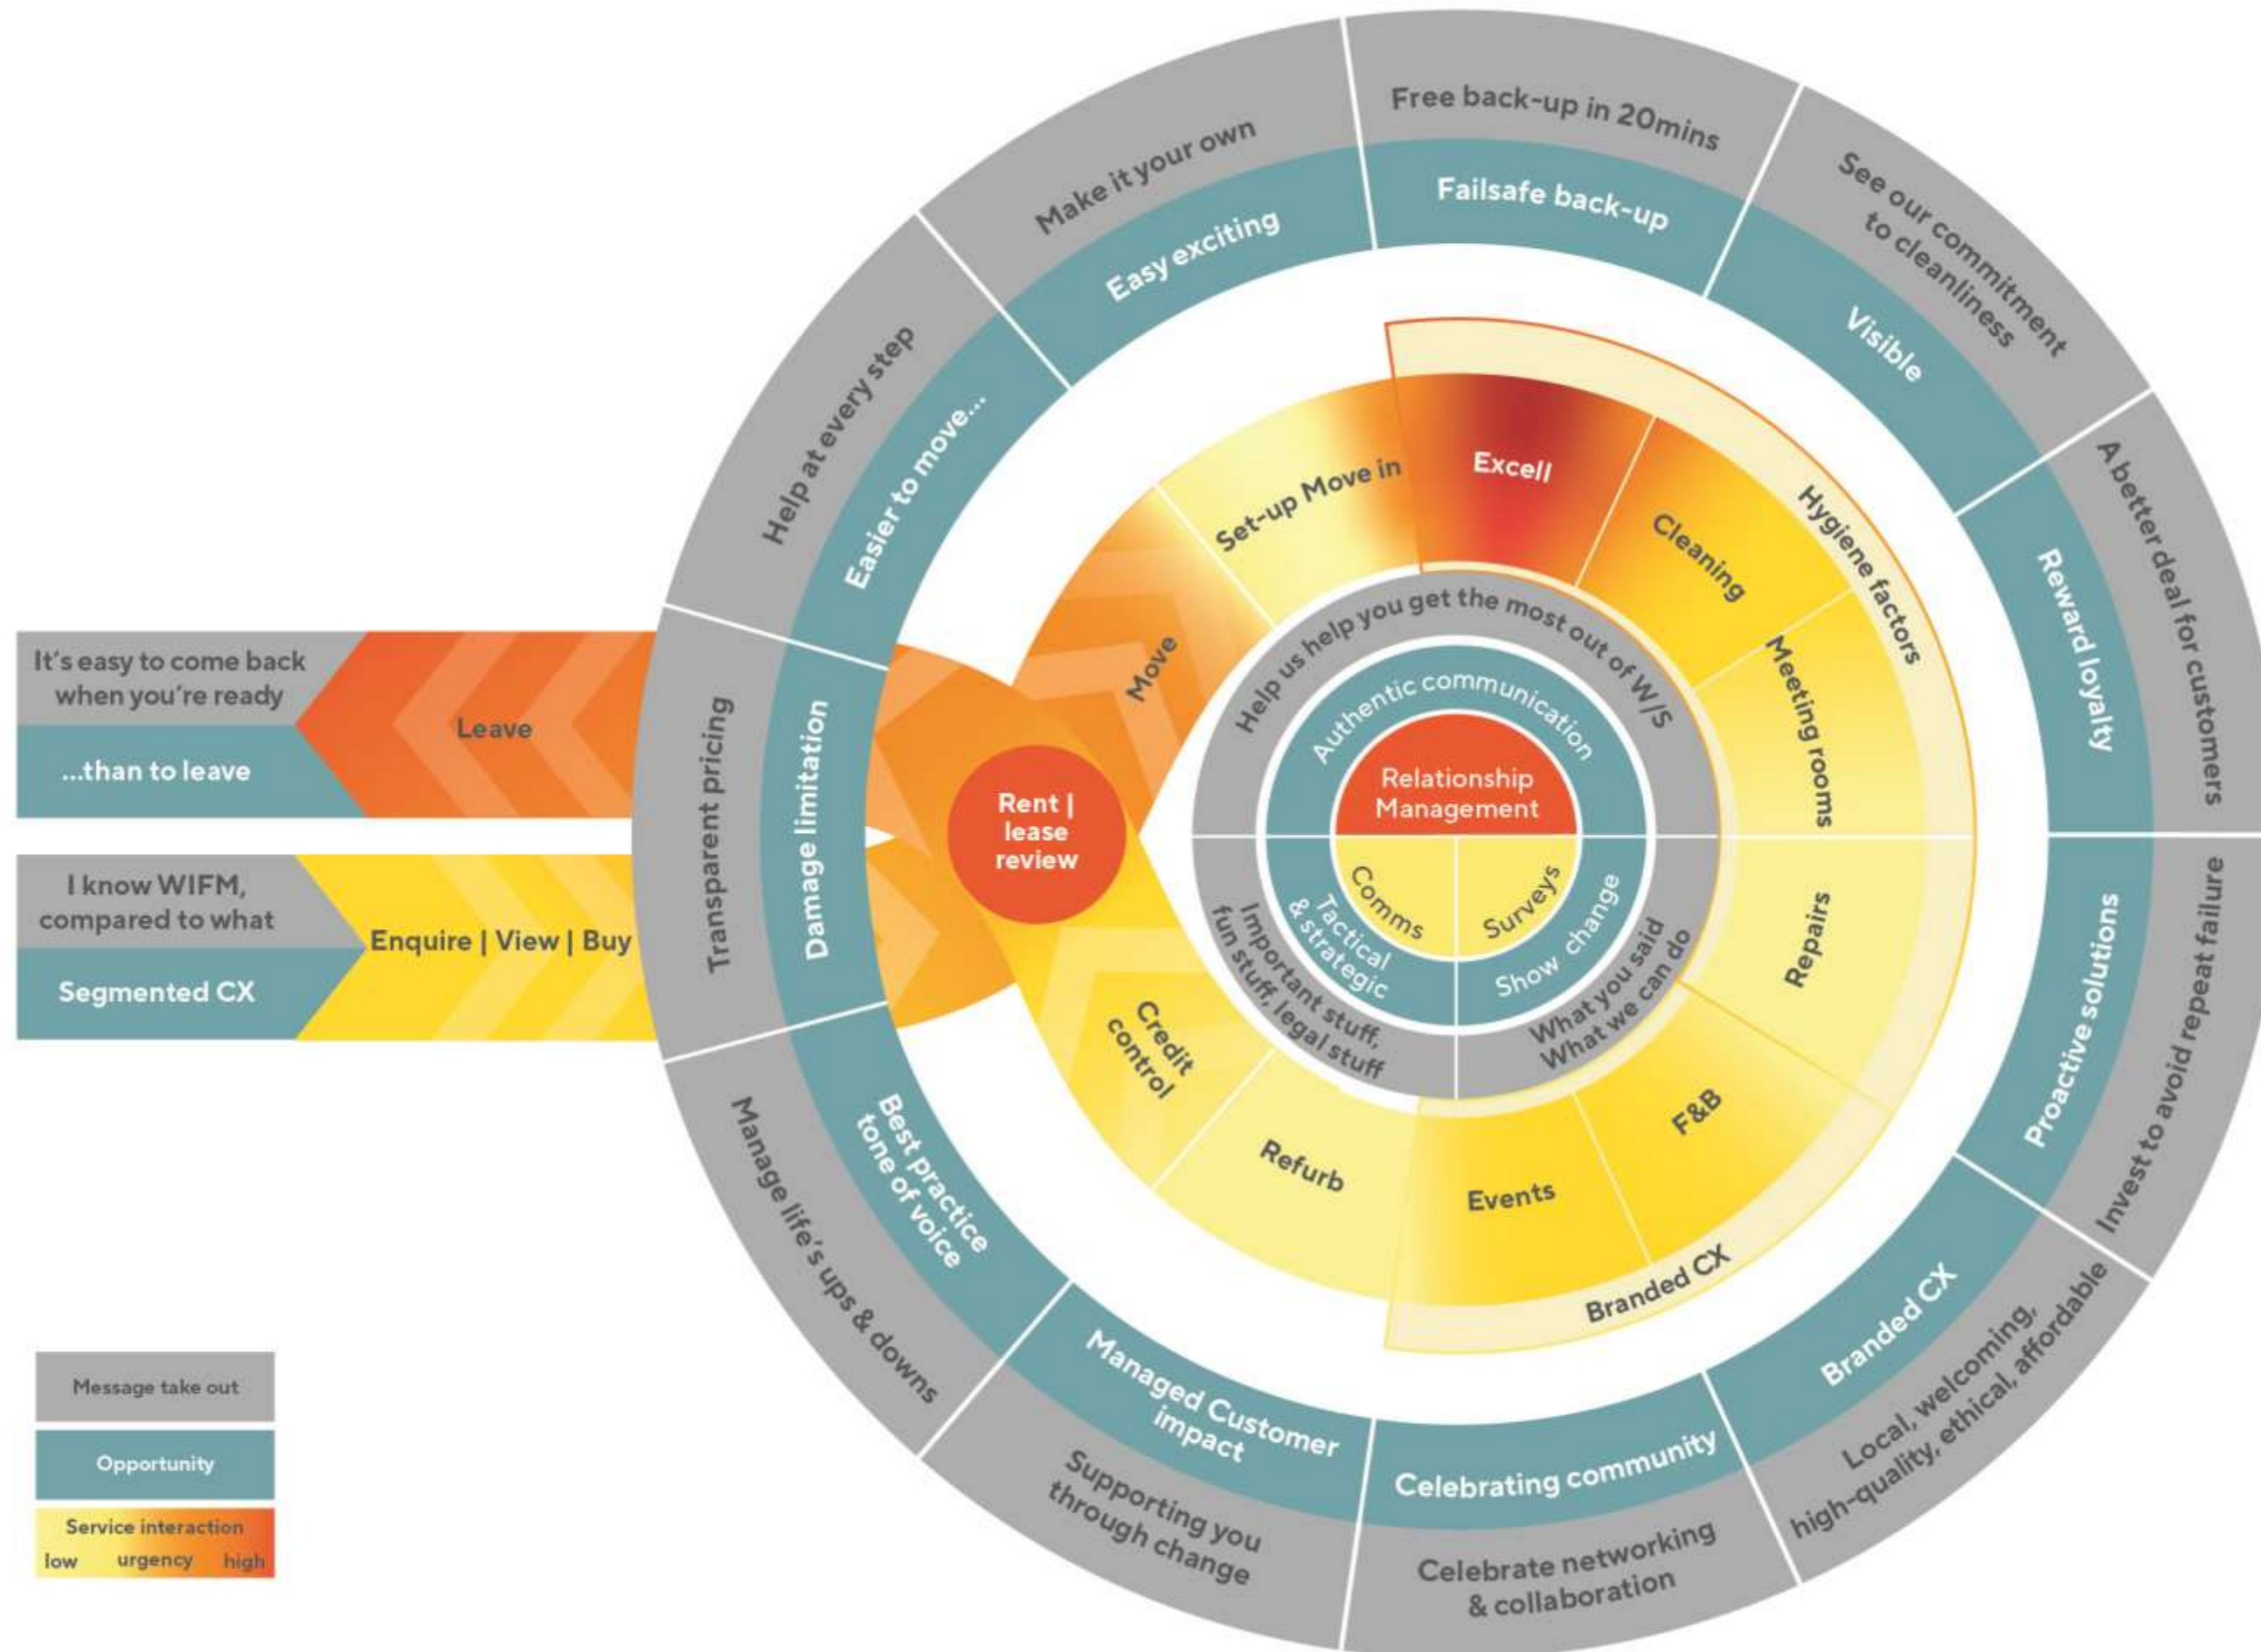 Free back-up in 20mins
Failsafe back-up
See our commitment
to cleanliness
Visible
A better deal for customers
Reward loyalty
Invest to avoid repeat failure
Proactive solutions
Local, welcoming,
high-quality, ethical, affordable
Branded CX
Celebrating community
Celebrate networking
& collaboration
Managed Customer
impact
Supporting you
through change
Best practice
tone of voice
Manage life's ups & downs
Damage limitation
Transparent pricing
Easier to move...
Help at every step
Easy exciting
Make it your own
It's easy to come back
when you're ready
...than to leave
Leave
I know WIFM,
compared to what
Segmented CX
Enquire | View | Buy
Rent |
lease
review
Move
Set-up Move in
Excell
Cleaning
Hygiene factors
Meeting rooms
Repairs
F&B
Events
Branded CX
Refurb
Credit
control
Help us help you get the most out of W/S
Authentic communication
Relationship
Management
Comms
Surveys
Tactical
& strategic
Show change
Important stuff,
fun stuff, legal stuff
What you said
What we can do
Message take out
Opportunity
Service interaction
low urgency high